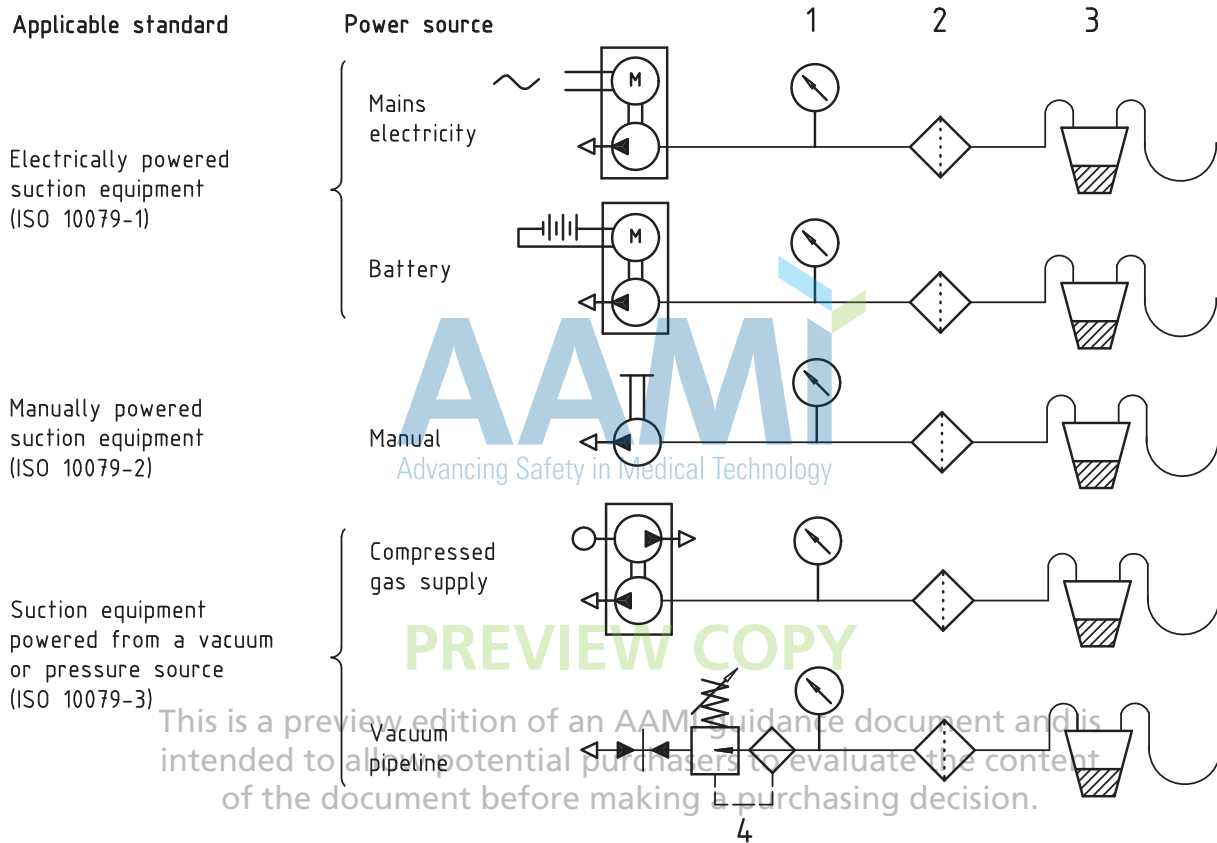 Applicable standard
Power source
1
2
3
Electrically powered
suction equipment
(ISO 10079-1)
Mains
electricity
M
Battery
M
AAMI
Advancing Safety in Medical Technology
Manually powered
suction equipment
(ISO 10079-2)
Manual
Suction equipment
powered from a vacuum
or pressure source
(ISO 10079-3)
Compressed
gas supply
PREVIEW COPY
Vacuum
pipeline
This is a preview edition of an AAMI guidance document and is
intended to allow potential purchasers to evaluate the content
of the document before making a purchasing decision.
4